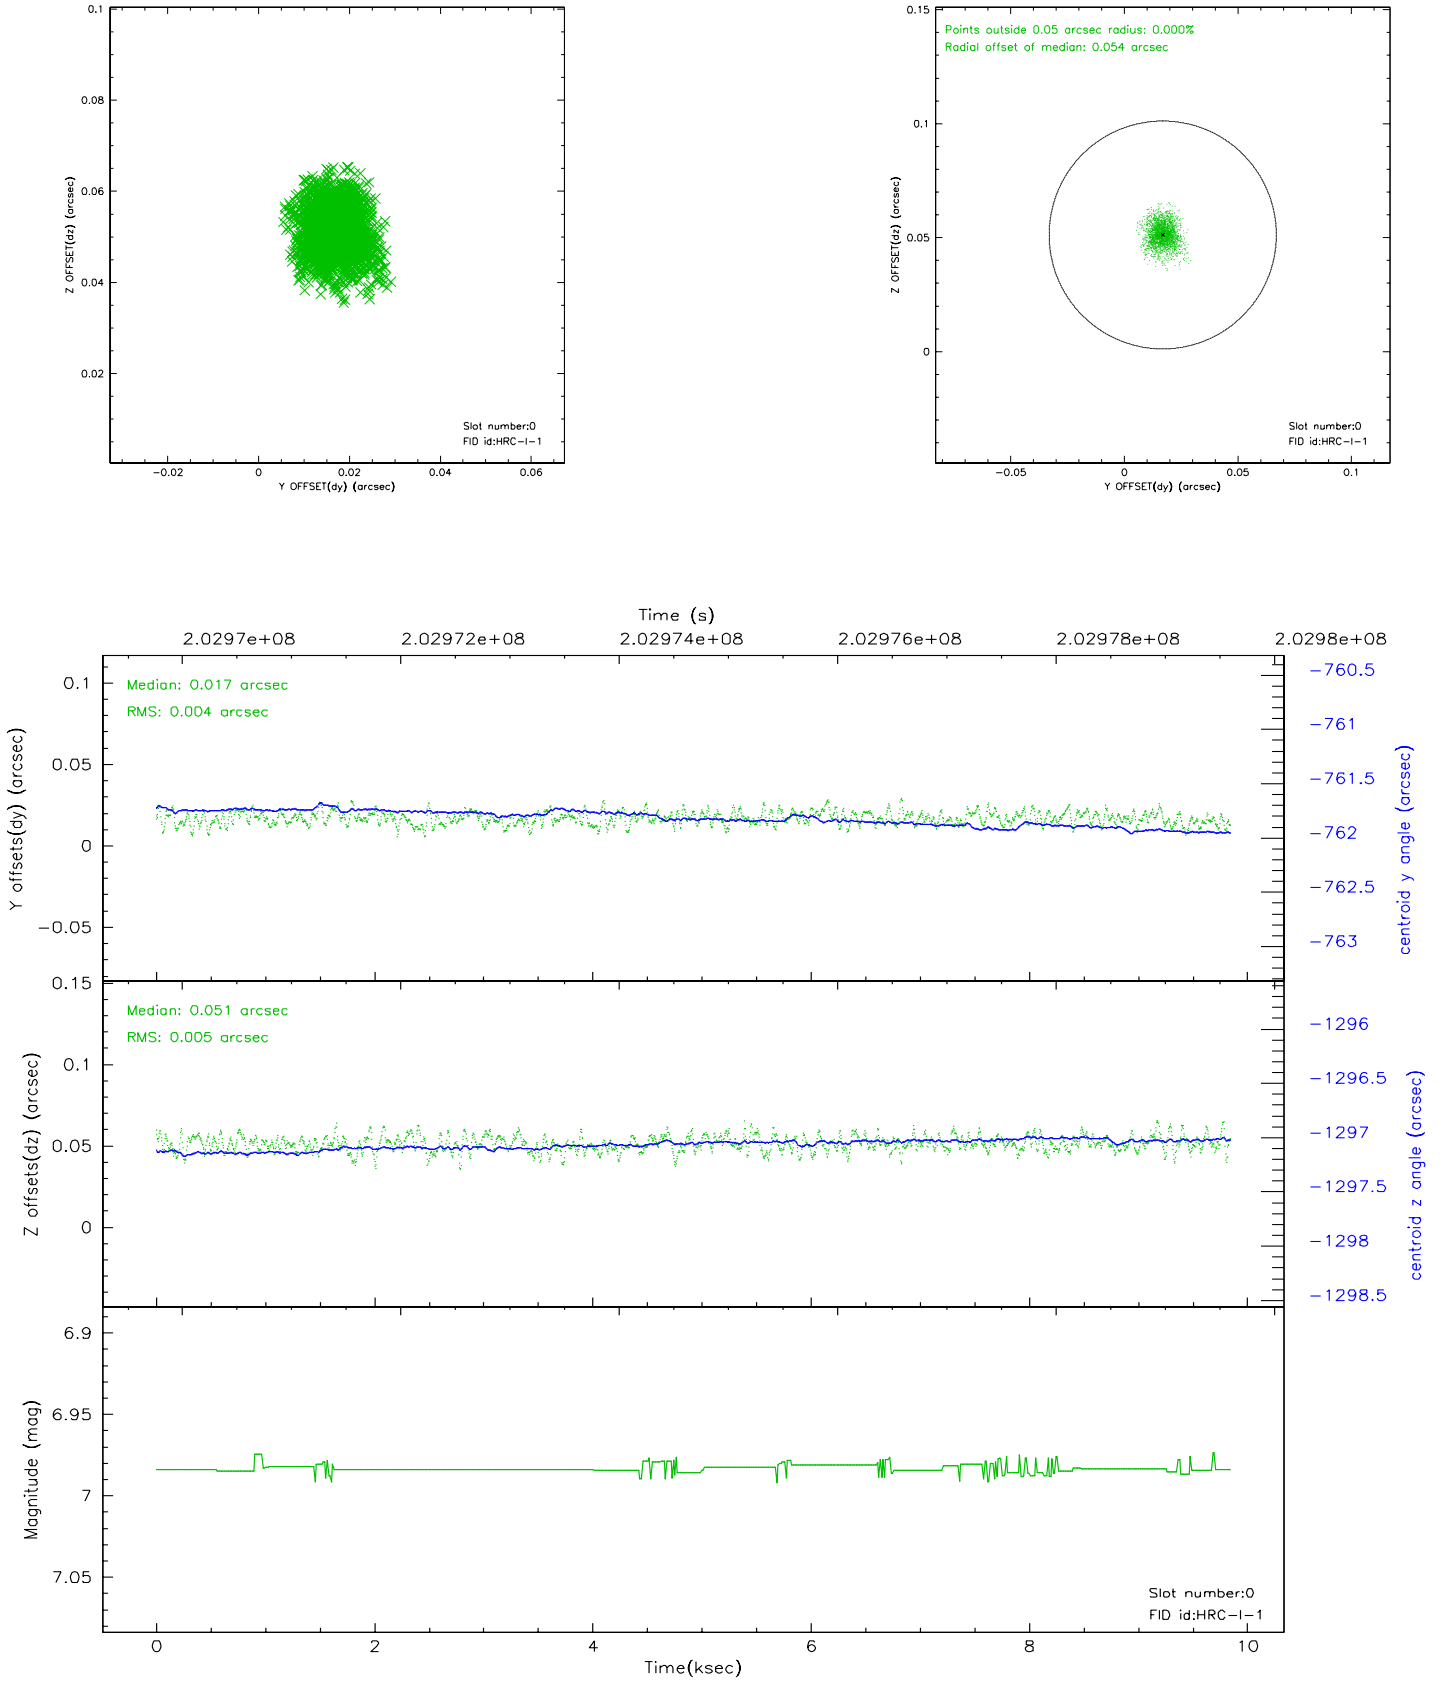 0.1
0.08
0.06
0.04
0.02
Z OFFSET(dz) (arcsec)
Slot number:0
FID id:HRC-I-1
-0.02 0 0.02 0.04 0.06
Y OFFSET(dy) (arcsec)
0.15
0.1
0.05
0
Z OFFSET(dz) (arcsec)
Points outside 0.05 arcsec radius: 0.000%
Radial offset of median: 0.054 arcsec
Slot number:0
FID id:HRC-I-1
-0.05 0 0.05 0.1
Y OFFSET(dy) (arcsec)
Time (s)
2.0297e+08 2.02972e+08 2.02974e+08 2.02976e+08 2.02978e+08 2.0298e+08
0.1
0.05
0
-0.05
Y offsets(dy) (arcsec)
Median: 0.017 arcsec
RMS: 0.004 arcsec
-760.5
-761
-761.5
-762
-762.5
-763
centroid y angle (arcsec)
0.15
0.1
0.05
0
Z offsets(dz) (arcsec)
Median: 0.051 arcsec
RMS: 0.005 arcsec
-1296
-1296.5
-1297
-1297.5
-1298
-1298.5
centroid z angle (arcsec)
6.9
6.95
7
7.05
Magnitude (mag)
Slot number:0
FID id:HRC-I-1
0 2 4 6 8 10
Time(ksec)